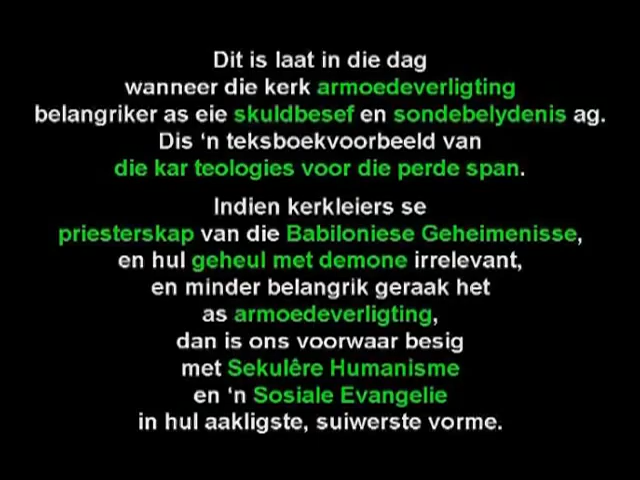 Dit is laat in die dag
wanneer die kerk armoedeverligting
belangriker as eie skuldbesef en sondebelydenis ag.
Dis ‘n teksboekvoorbeeld van
die kar teologies voor die perde span.
Indien kerkleiers se
priesterskap van die Babiloniese Geheimenisse,
en hul geheul met demone irrelevant,
en minder belangrik geraak het
as armoedeverligting,
dan is ons voorwaar besig
met Sekulêre Humanisme
en ‘n Sosiale Evangelie
in hul aakligste, suiwerste vorme.